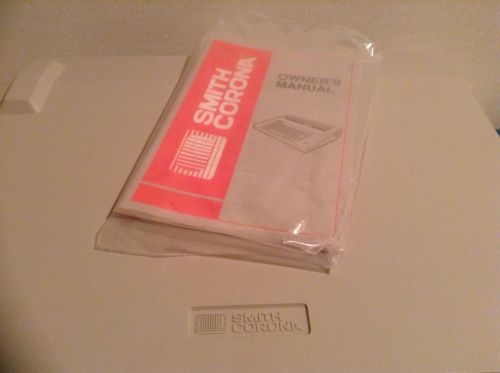 SMITH
CORONA
OWNER'S
MANUAL
SMITH
CORONA